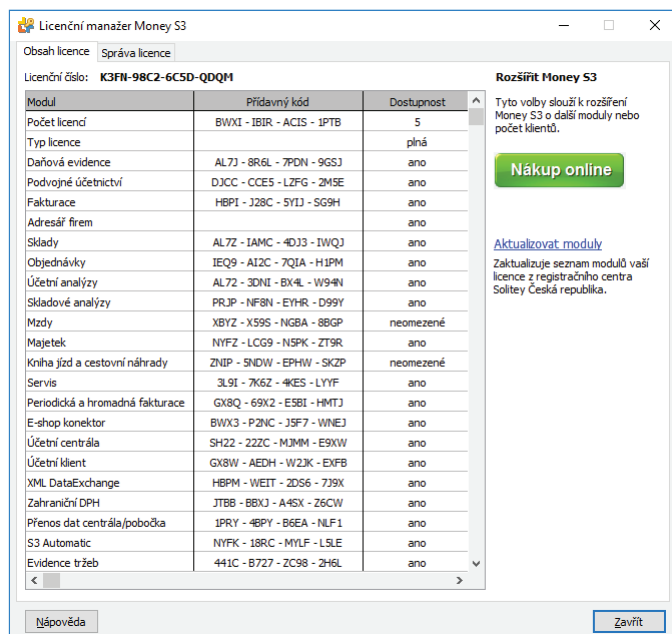 Licenční manažer Money S3
Obsah licence Správa licence
Licenční číslo: K3FN-98C2-6C5D-QDQM
Modul Přídavný kód Dostupnost
Počet licencí BWXI - IBIR - ACIS - 1PTB 5
Typ licence plná
Daňová evidence AL7J - 8R6L - 7PDN - 9GSJ ano
Podvojné účetnictví DJCC - CCE5 - LZFG - 2M5E ano
Fakturace HBPI - J28C - 5YIJ - SG9H ano
Adresář firem ano
Sklady AL7Z - IAMC - 4DJ3 - IWQJ ano
Objednávky IEQ9 - AI2C - 7QIA - H1PM ano
Účetní analýzy AL72 - 3DNI - BX4L - W94N ano
Skladové analýzy PRJP - NF8N - EYHR - D99Y ano
Mzdy XBYZ - X59S - NGBA - 8BGP neomezené
Majetek NYFZ - LCG9 - N5PK - ZT9R ano
Kniha jízd a cestovní náhrady ZNIP - 5NDW - EPHW - SKZP neomezené
Servis 3L9I - 7K6Z - 4KES - LYYF ano
Periodická a hromadná fakturace GX8Q - 69X2 - E5BI - HMTJ ano
E-shop konektor BWX3 - P2NC - J5F7 - WNEJ ano
Účetní centrála SH22 - 22ZC - MJMM - E9XW ano
Účetní klient GX8W - AEDH - W2JK - EXFB ano
XML DataExchange HBPM - WEIT - 2DS6 - 7J9X ano
Zahraniční DPH JTBB - BBXJ - A4SX - Z6CW ano
Přenos dat centrála/pobočka 1PRY - 4BPY - B6EA - NLF1 ano
S3 Automatic NYFK - 18RC - MYLF - L5LE ano
Evidence tržeb 441C - B727 - ZC98 - 2H6L ano
Rozšířit Money S3
Tyto volby slouží k rozšíření
Money S3 o další moduly nebo
počet klientů.
Nákup online
Aktualizovat moduly
Zaktualizuje seznam modulů vaší
licence z registračního centra
Solitey Česká republika.
Nápověda Zavřít